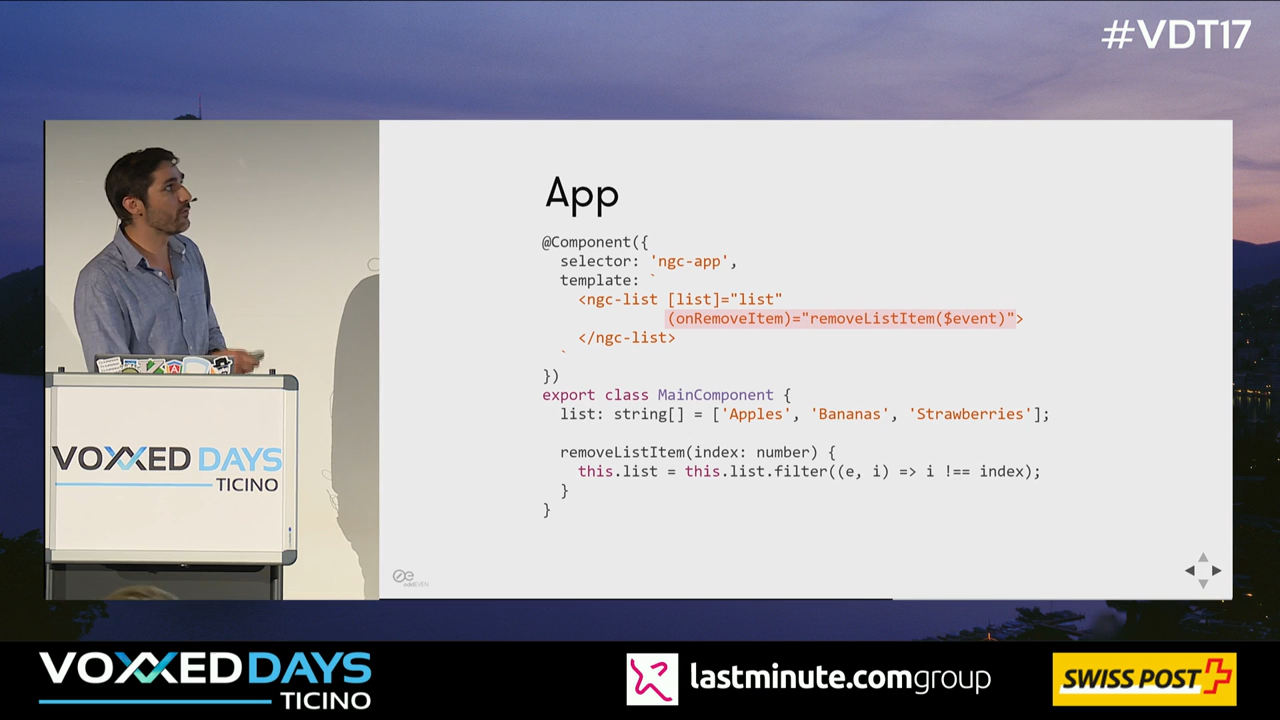 #VDT17
App
@Component({
selector: 'ngc-app',
template: `
<ngc-list [list]="list"
(onRemoveItem)="removeListItem($event)">
</ngc-list>
`
})
export class MainComponent {
list: string[] = ['Apples', 'Bananas', 'Strawberries'];
removeListItem(index: number) {
this.list = this.list.filter((e, i) => i !== index);
}
}
VOXXED DAYS
TICINO
VOXXED DAYS
TICINO
lastminute.comgroup
SWISS POST